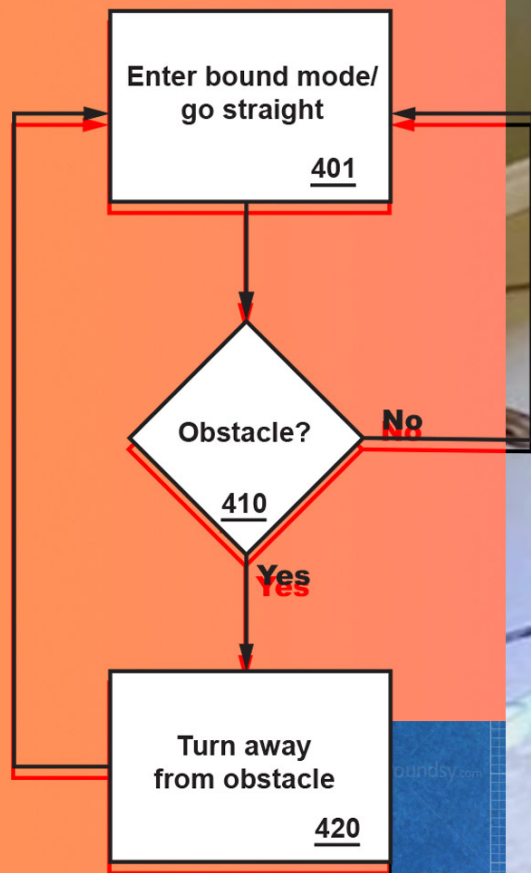 Enter bound mode/
go straight
401
Obstacle?
No
410
Yes
Turn away
from obstacle
420